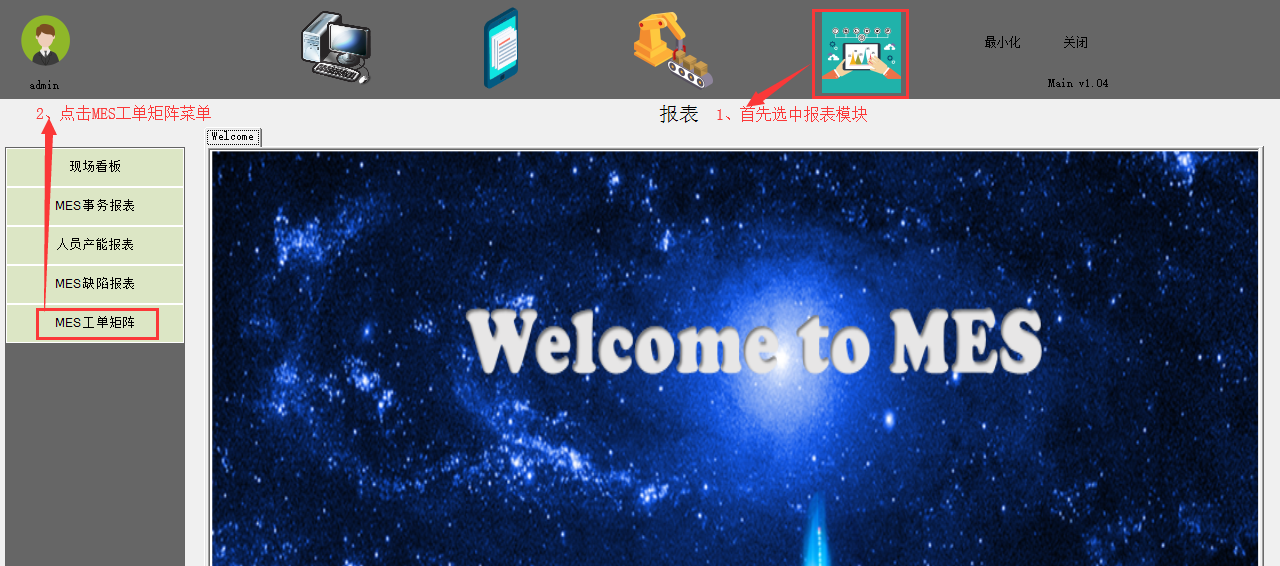 最小化
关闭
admin
Main v1.04
2、点击MES工单矩阵菜单
报表
1、首先选中报表模块
Welcome
现场看板
MES事务报表
人员产能报表
MES缺陷报表
MES工单矩阵
Welcome to MES